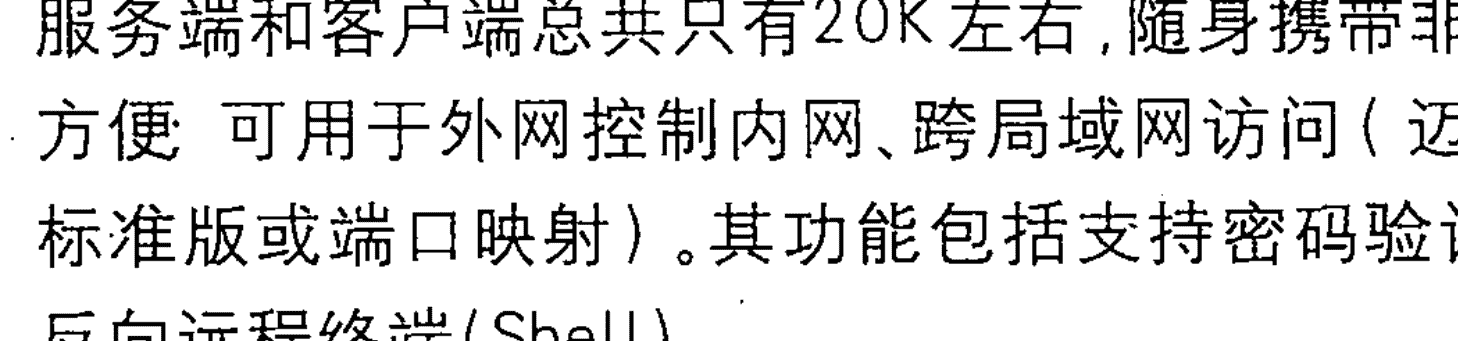 服务端和客户端总共只有20K左右,随身携带非
方便 可用于外网控制内网、跨局域网访问(迈
标准版或端口映射)。其功能包括支持密码验
反向远程终端(Shell)